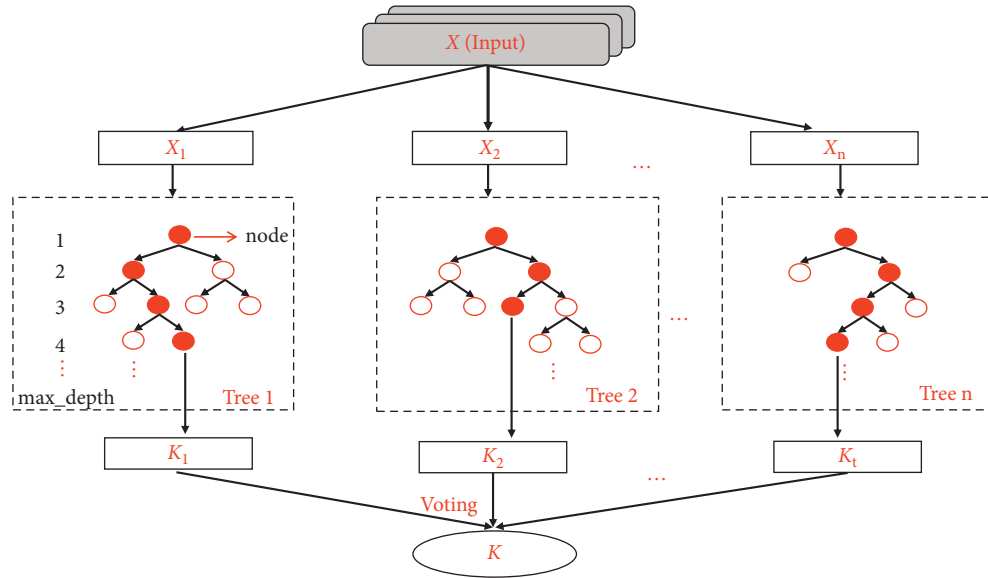 X (Input)
X₁
X₂
...
Xₙ
1
node
2
3
4
max_depth
Tree 1
...
Tree 2
Tree n
K₁
K₂
...
Kₜ
Voting
K